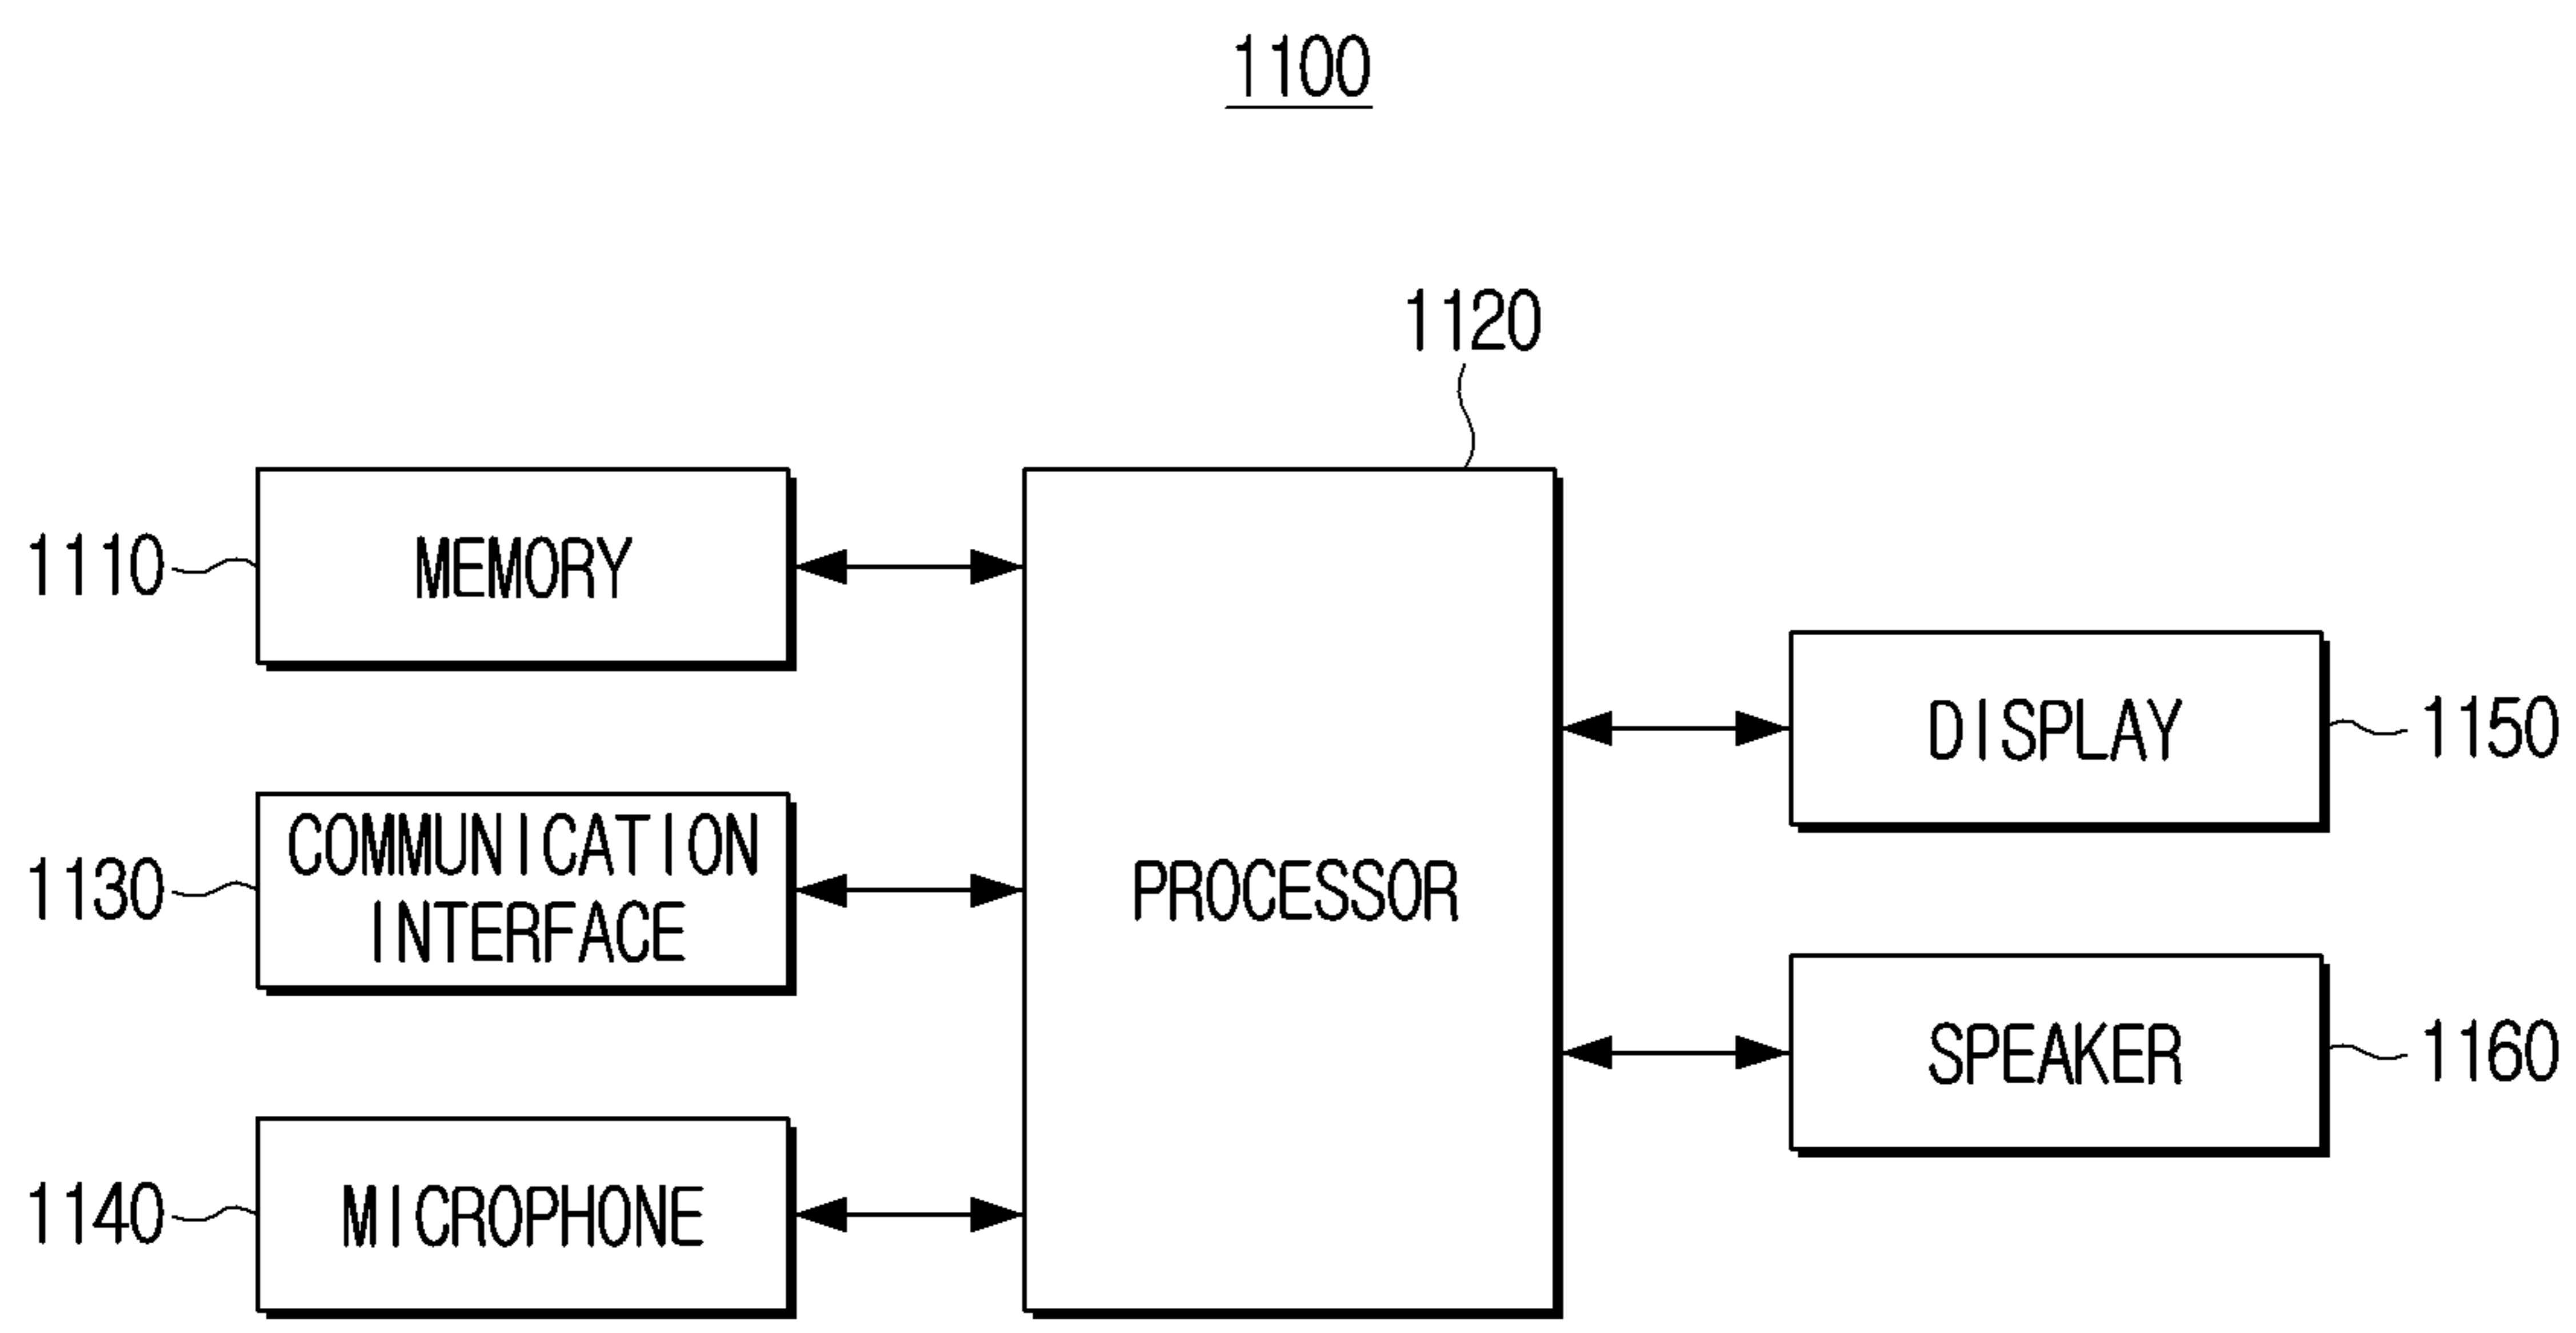 1100
1120
1110
MEMORY
1130
COMMUNICATION
INTERFACE
1140
MICROPHONE
PROCESSOR
DISPLAY
1150
SPEAKER
1160